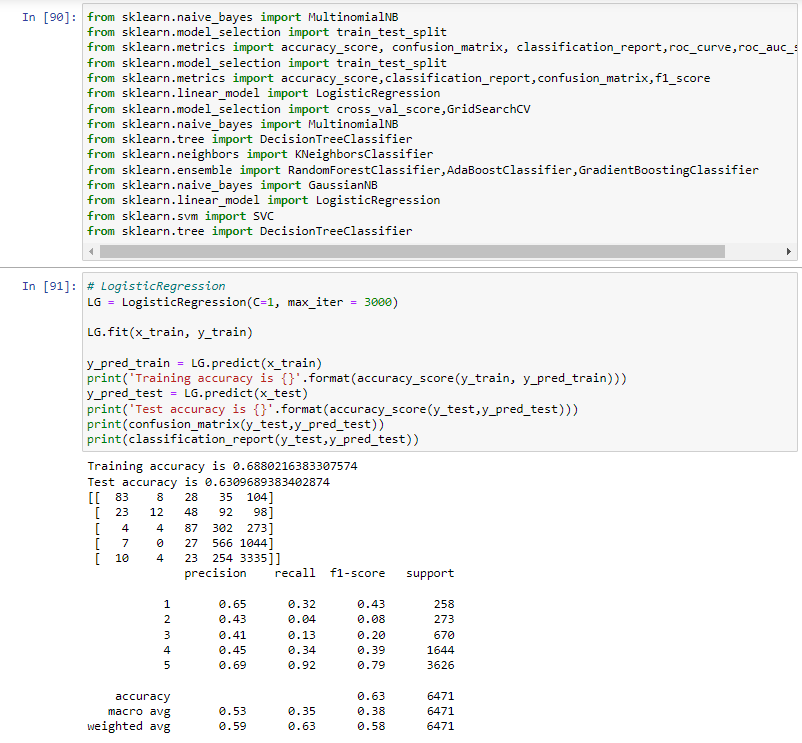 In [90]: from sklearn.naive_bayes import MultinomialNB
from sklearn.model_selection import train_test_split
from sklearn.metrics import accuracy_score, confusion_matrix, classification_report,roc_curve,roc_auc_s
from sklearn.model_selection import train_test_split
from sklearn.metrics import accuracy_score,classification_report,confusion_matrix,f1_score
from sklearn.linear_model import LogisticRegression
from sklearn.model_selection import cross_val_score,GridSearchCV
from sklearn.naive_bayes import MultinomialNB
from sklearn.tree import DecisionTreeClassifier
from sklearn.neighbors import KNeighborsClassifier
from sklearn.ensemble import RandomForestClassifier,AdaBoostClassifier,GradientBoostingClassifier
from sklearn.naive_bayes import GaussianNB
from sklearn.linear_model import LogisticRegression
from sklearn.svm import SVC
from sklearn.tree import DecisionTreeClassifier
In [91]: # LogisticRegression
LG = LogisticRegression(C=1, max_iter = 3000)
LG.fit(x_train, y_train)
y_pred_train = LG.predict(x_train)
print('Training accuracy is {}'.format(accuracy_score(y_train, y_pred_train)))
y_pred_test = LG.predict(x_test)
print('Test accuracy is {}'.format(accuracy_score(y_test,y_pred_test)))
print(confusion_matrix(y_test,y_pred_test))
print(classification_report(y_test,y_pred_test))
Training accuracy is 0.6880216383307574
Test accuracy is 0.6309689383402874
[[  83    8   28   35  104]
 [  23   12   48   92   98]
 [   4    4   87  302  273]
 [   7    0   27  566 1044]
 [  10    4   23  254 3335]]
              precision    recall  f1-score   support
           1       0.65      0.32      0.43       258
           2       0.43      0.04      0.08       273
           3       0.41      0.13      0.20       670
           4       0.45      0.34      0.39      1644
           5       0.69      0.92      0.79      3626
    accuracy                           0.63      6471
   macro avg       0.53      0.35      0.38      6471
weighted avg       0.59      0.63      0.58      6471